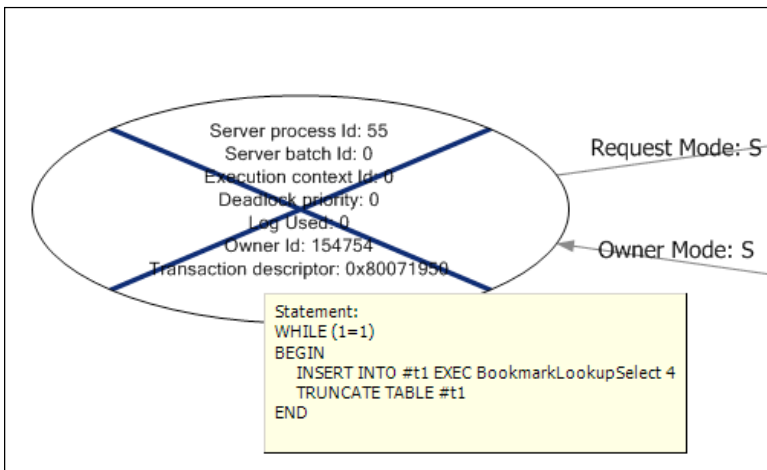 Server process Id: 55
Server batch Id: 0
Execution context Id: 0
Deadlock priority: 0
Log Used: 0
Owner Id: 154754
Transaction descriptor: 0x80071950
Request Mode: S
Owner Mode: S
Statement:
WHILE (1=1)
BEGIN
INSERT INTO #t1 EXEC BookmarkLookupSelect 4
TRUNCATE TABLE #t1
END